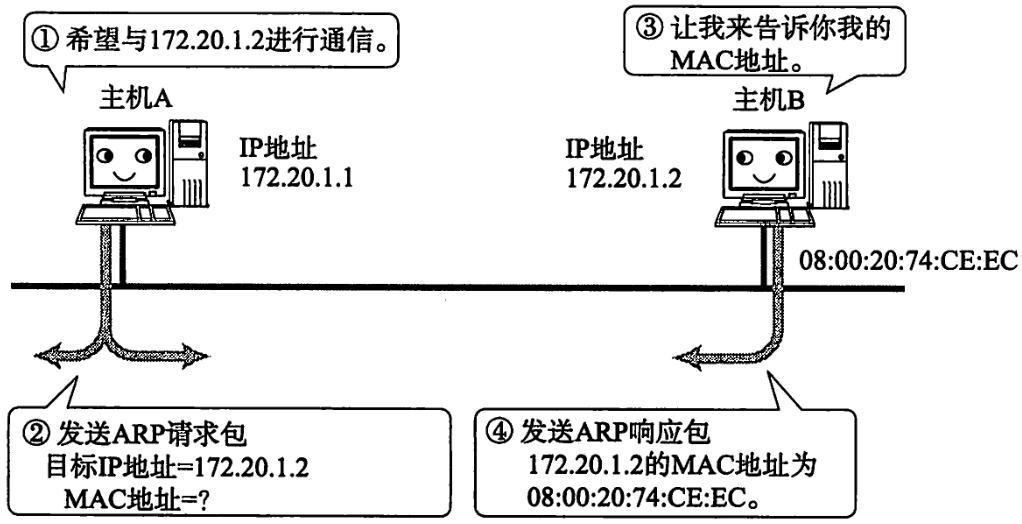 ① 希望与172.20.1.2进行通信。
③ 让我来告诉你我的
MAC地址。
主机A
主机B
IP地址
172.20.1.1
IP地址
172.20.1.2
08:00:20:74:CE:EC
② 发送ARP请求包
目标IP地址=172.20.1.2
MAC地址=?
④ 发送ARP响应包
172.20.1.2的MAC地址为
08:00:20:74:CE:EC。